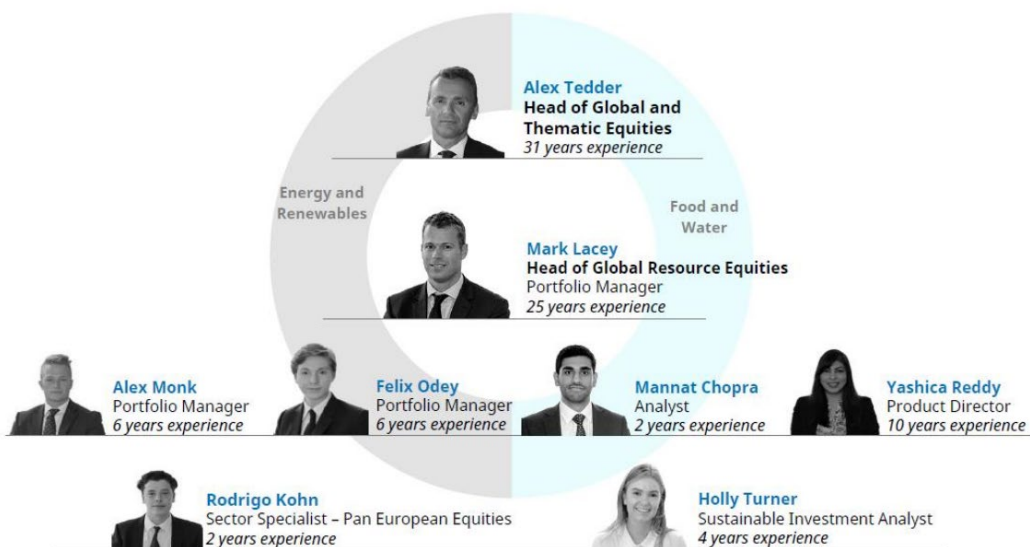 Alex Tedder
Head of Global and
Thematic Equities
31 years experience
Energy and
Renewables
Food and
Water
Mark Lacey
Head of Global Resource Equities
Portfolio Manager
25 years experience
Alex Monk
Portfolio Manager
6 years experience
Felix Odey
Portfolio Manager
6 years experience
Mannat Chopra
Analyst
2 years experience
Yashica Reddy
Product Director
10 years experience
Rodrigo Kohn
Sector Specialist – Pan European Equities
2 years experience
Holly Turner
Sustainable Investment Analyst
4 years experience